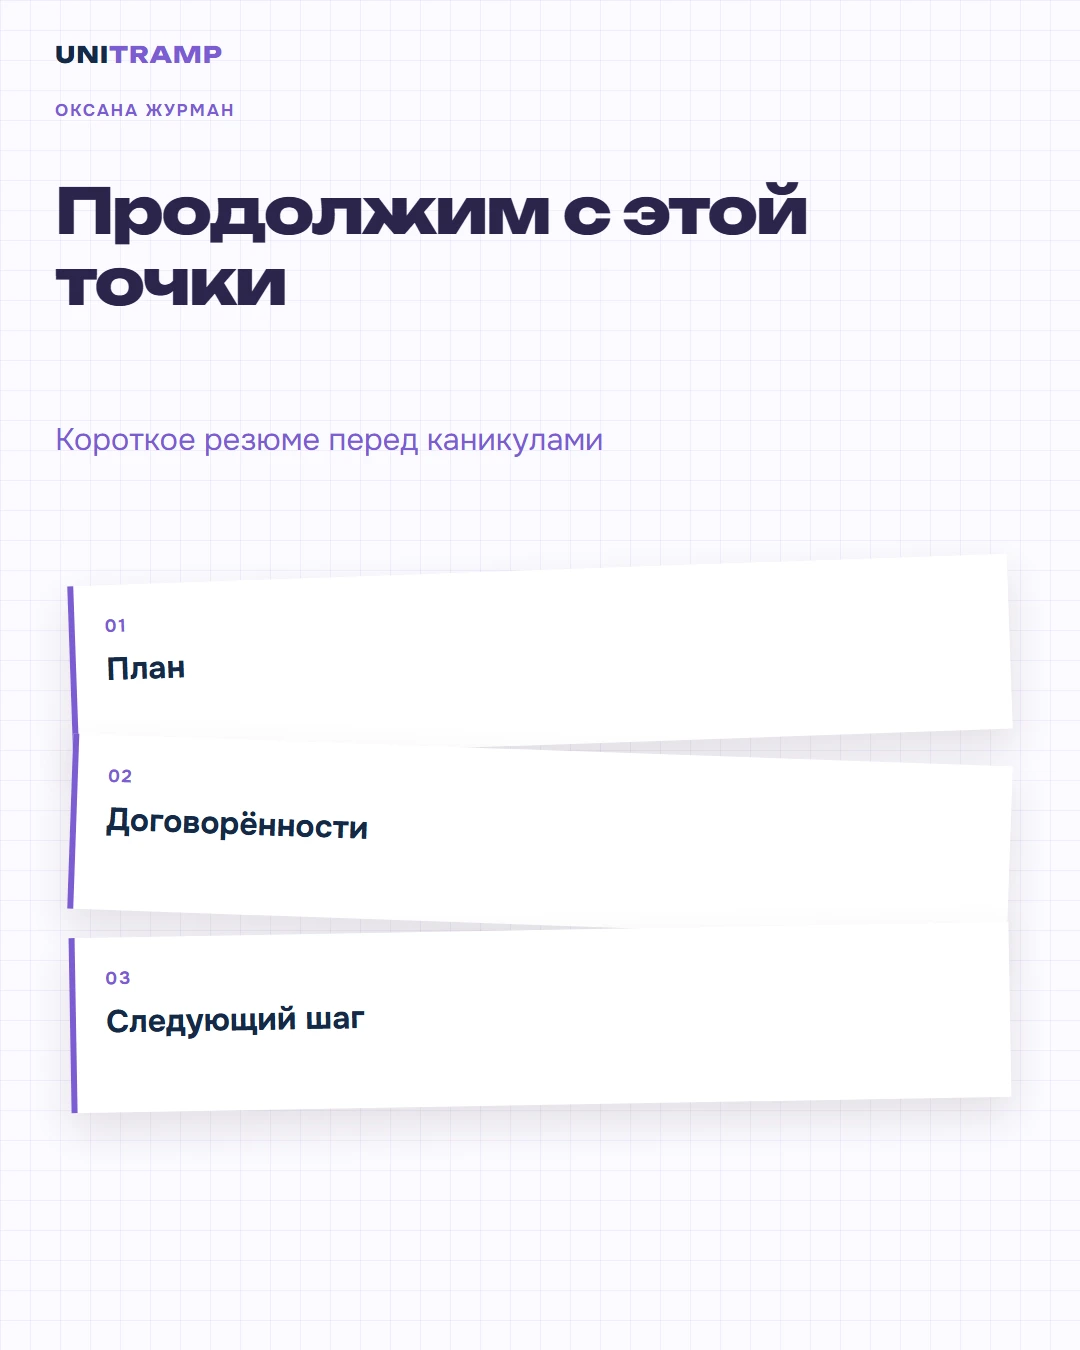 UNITRAMP
ОКСАНА ЖУРМАН
Продолжим с этой
точки
Короткое резюме перед каникулами
01
План
02
Договорённости
03
Следующий шаг